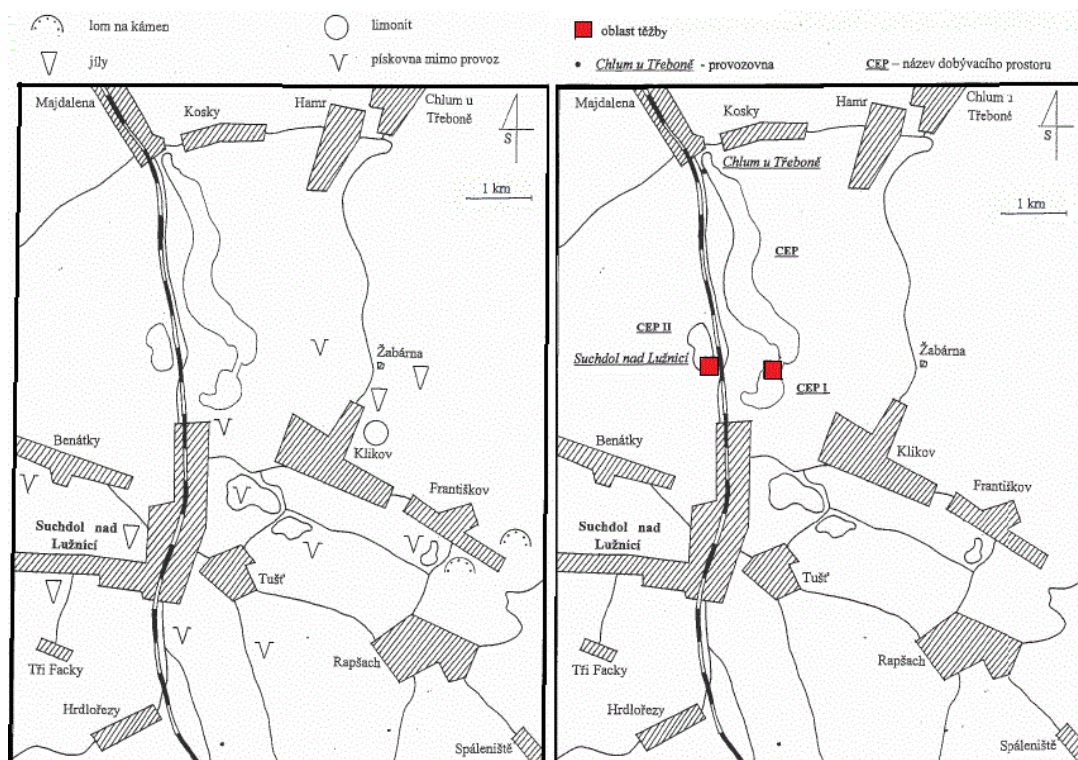 lom na kámen
limonit
oblast těžby
jíly
pískovna mimo provoz
Chlum u Třeboně - provozovna
CEP – název dobývacího prostoru
Majdalena
Kosky
Hamr
Chlum u
Třeboně
S
1 km
Žabárna
Benátky
Klikov
Františkov
Suchdol nad
Lužnicí
Tušť
Rapšach
Tři Facky
Hrdlořezy
Spáleniště
Majdalena
Kosky
Hamr
Chlum u
Třeboně
S
Chlum u Třeboně
1 km
CEP
CEP II
Suchdol nad Lužnicí
Žabárna
CEP I
Benátky
Klikov
Františkov
Suchdol nad
Lužnicí
Tušť
Rapšach
Tři Facky
Hrdlořezy
Spáleniště